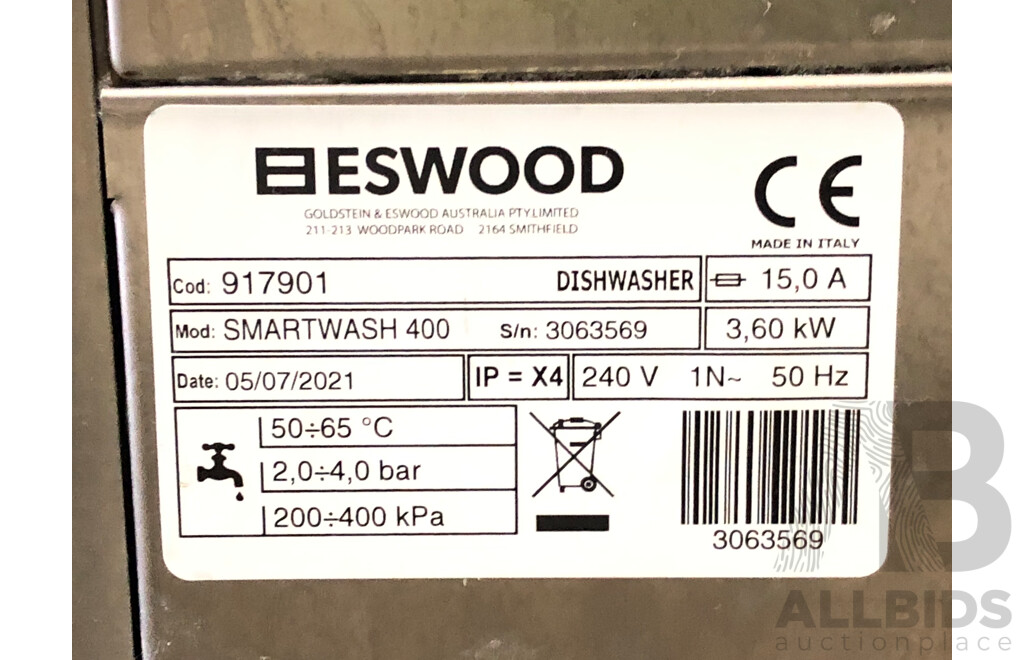 ESWOOD
GOLDSTEIN & ESWOOD AUSTRALIA PTY.LIMITED
211-213 WOODPARK ROAD 2164 SMITHFIELD
CE
MADE IN ITALY
Cod: 917901 DISHWASHER 15,0 A
Mod: SMARTWASH 400 S/n: 3063569 3,60 kW
Date: 05/07/2021 IP = X4 240 V 1N~ 50 Hz
50÷65 °C
2,0÷4,0 bar
200÷400 kPa
3063569
AB
ALLBIDS
auctionplace